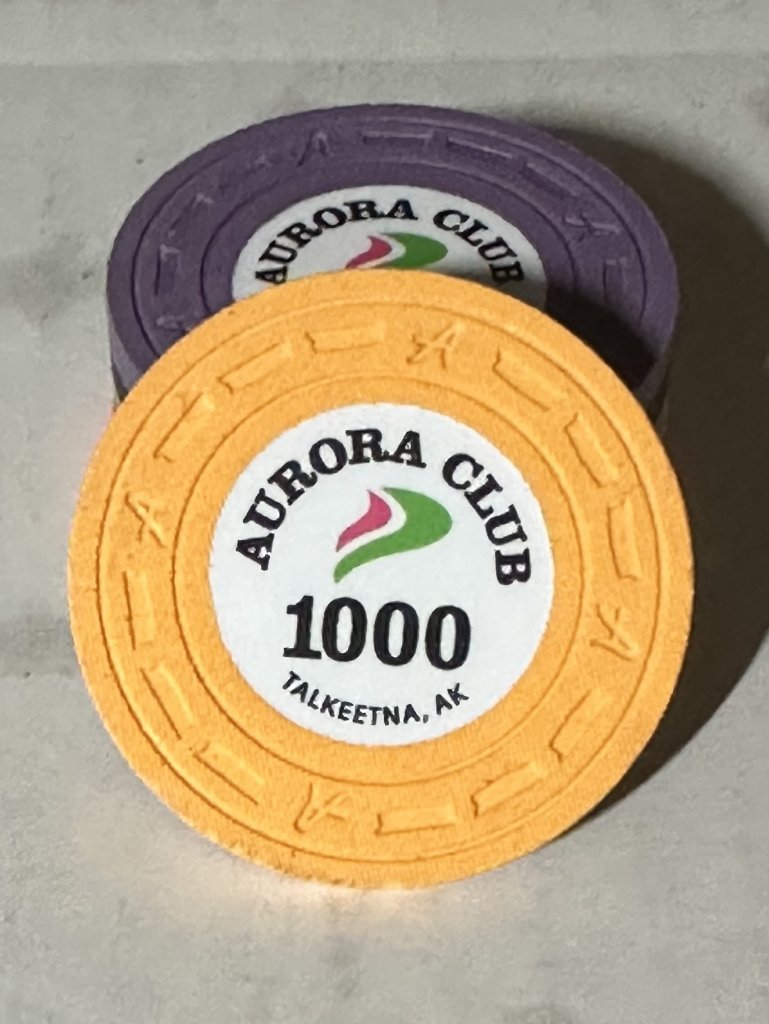 AURORA CLUB
AURORA CLUB
1000
TALKEETNA, AK